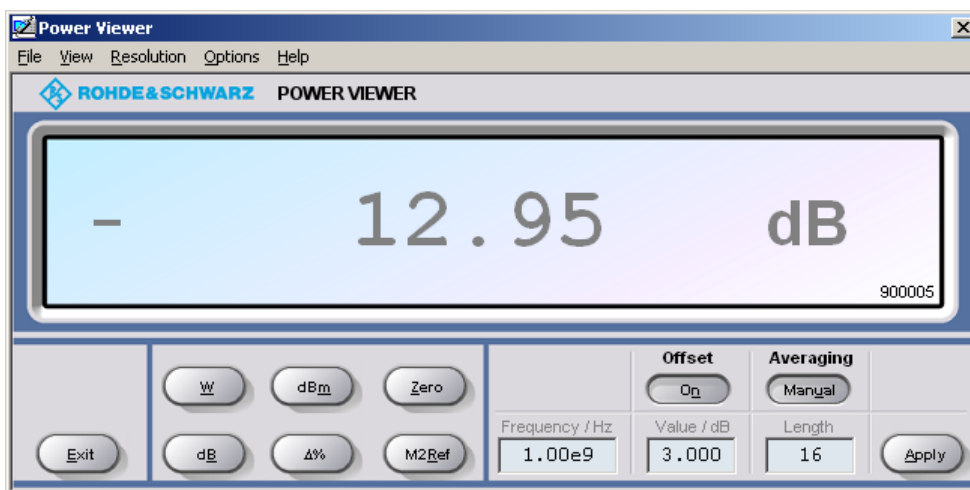 Power Viewer
File View Resolution Options Help
ROHDE&SCHWARZ POWER VIEWER
- 12.95 dB
900005
Offset Averaging
W dBm Zero On Manual
Frequency / Hz Value / dB Length
Exit dB Δ% M2Ref 1.00e9 3.000 16 Apply